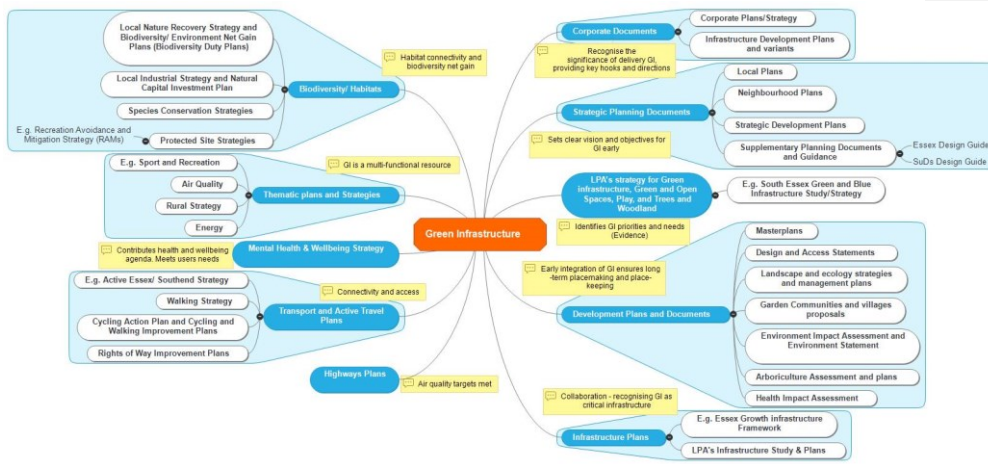 Local Nature Recovery Strategy and
Biodiversity/ Environment Net Gain
Plans (Biodiversity Duty Plans)
Local Industrial Strategy and Natural
Capital Investment Plan
Species Conservation Strategies
E.g. Recreation Avoidance and
Mitigation Strategy (RAMs)
Protected Site Strategies
Biodiversity/ Habitats
Habitat connectivity and
biodiversity net gain
E.g. Sport and Recreation
Air Quality
Rural Strategy
Energy
Thematic plans and Strategies
GI is a multi-functional resource
Contributes health and wellbeing
agenda. Meets users needs
Mental Health & Wellbeing Strategy
E.g. Active Essex/ Southend Strategy
Walking Strategy
Cycling Action Plan and Cycling and
Walking Improvement Plans
Rights of Way Improvement Plans
Transport and Active Travel
Plans
Connectivity and access
Highways Plans
Air quality targets met
Green Infrastructure
Corporate Documents
Recognise the
significance of delivery GI,
providing key hooks and directions
Corporate Plans/Strategy
Infrastructure Development Plans
and variants
Strategic Planning Documents
Sets clear vision and objectives for
GI early
Local Plans
Neighbourhood Plans
Strategic Development Plans
Supplementary Planning Documents
and Guidance
Essex Design Guide
SuDs Design Guide
LPA's strategy for Green
infrastructure, Green and Open
Spaces, Play, and Trees and
Woodland
Identifies GI priorities and needs
(Evidence)
E.g. South Essex Green and Blue
Infrastructure Study/Strategy
Early integration of GI ensures long
-term placemaking and place-
keeping
Development Plans and Documents
Masterplans
Design and Access Statements
Landscape and ecology strategies
and management plans
Garden Communities and villages
proposals
Environment Impact Assessment and
Environment Statement
Arboriculture Assessment and plans
Health Impact Assessment
Collaboration - recognising GI as
critical infrastructure
Infrastructure Plans
E.g. Essex Growth infrastructure
Framework
LPA's Infrastructure Study & Plans